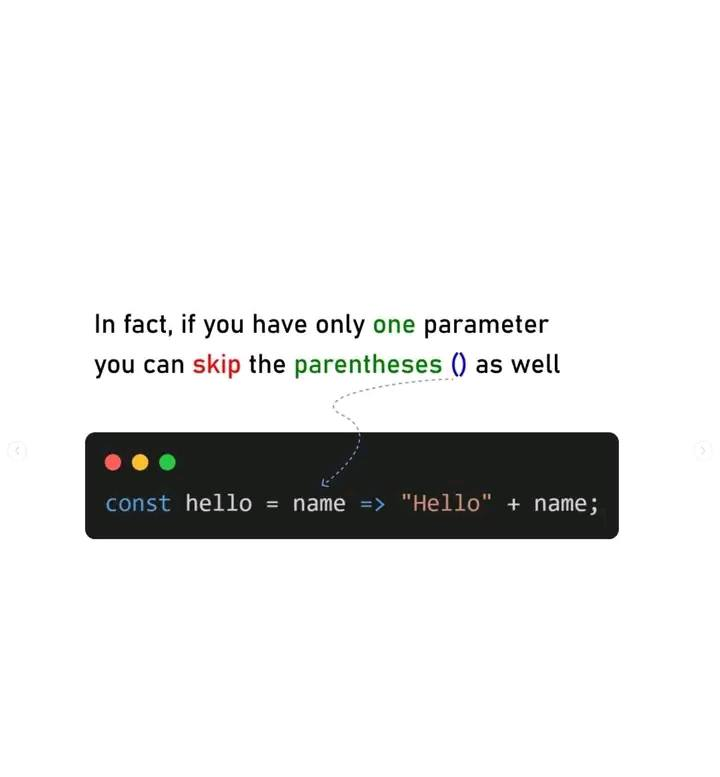 In fact, if you have only one parameter
you can skip the parentheses () as well
const hello = name => "Hello" + name;